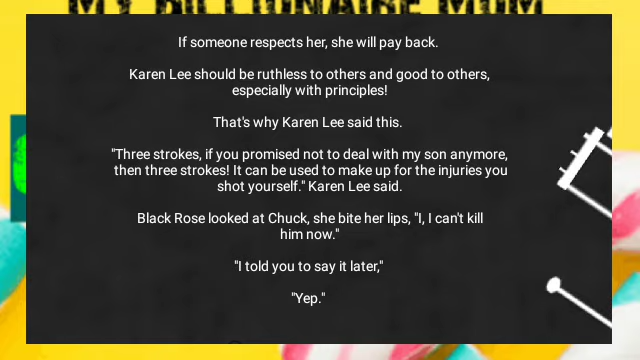 MY BILLIONAIRE MOM
If someone respects her, she will pay back.
Karen Lee should be ruthless to others and good to others,
especially with principles!
That's why Karen Lee said this.
"Three strokes, if you promised not to deal with my son anymore,
then three strokes! It can be used to make up for the injuries you
shot yourself." Karen Lee said.
Black Rose looked at Chuck, she bite her lips, "I, I can't kill
him now."
"I told you to say it later,"
"Yep."